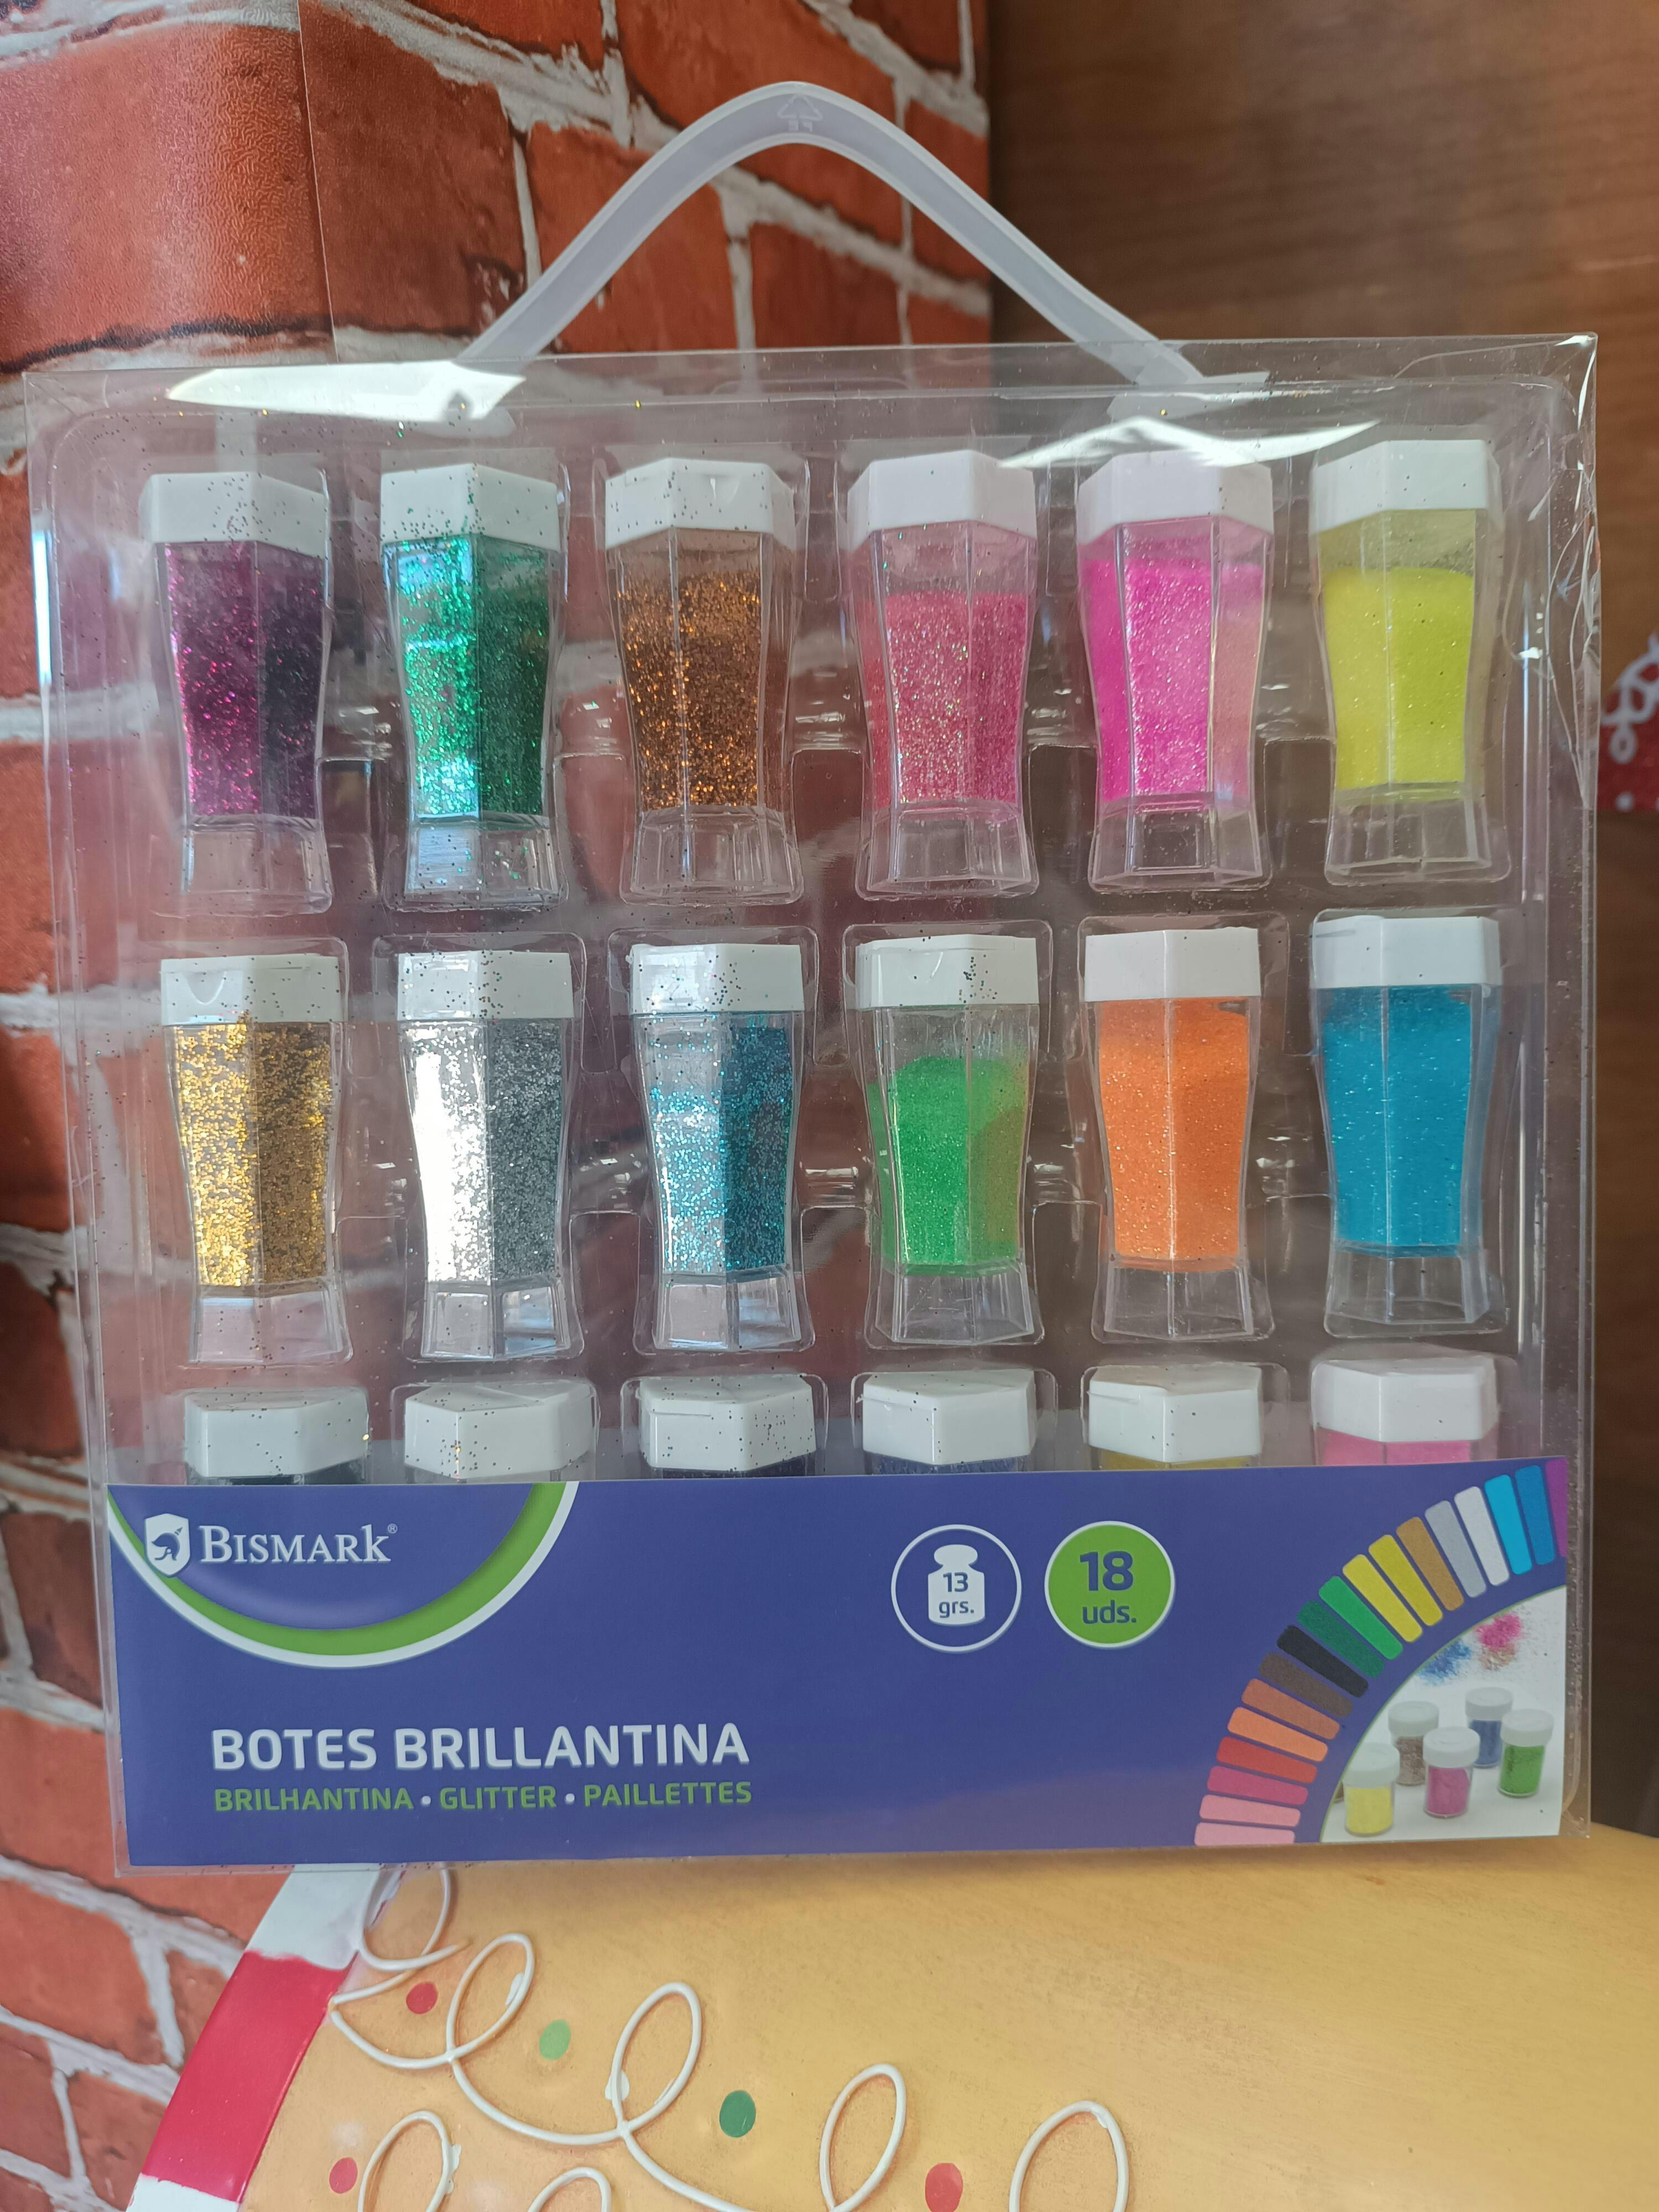 BISMARK®
13
grs.
18
uds.
BOTES BRILLANTINA
BRILHANTINA • GLITTER • PAILLETTES